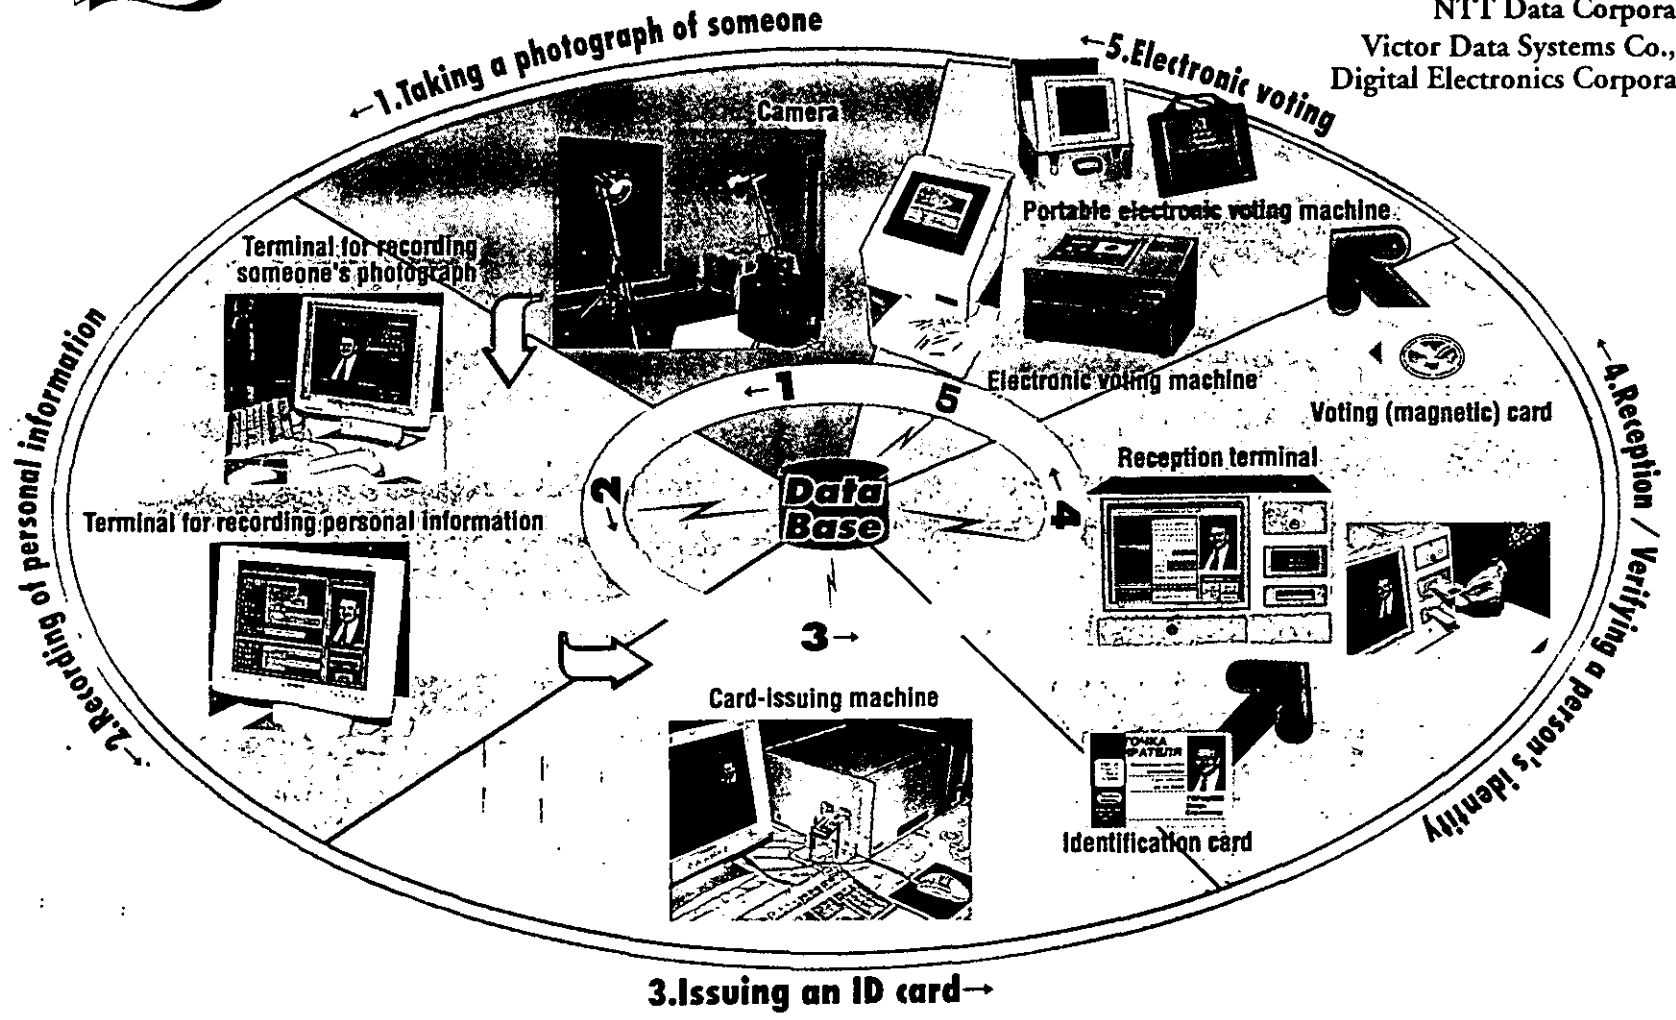 NTT Data Corpora
Victor Data Systems Co.,
Digital Electronics Corpora
←1.Taking a photograph of someone
←5.Electronic voting
Camera
Portable electronic voting machine
Terminal for recording
someone's photograph
Electronic voting machine
Voting (magnetic) card
←1
5
Reception terminal
←2
Data
Base
←4
Terminal for recording personal information
3→
Card-issuing machine
ТОЧКА
РАТЕЛЯ
Identification card
2.Recording of personal information
←4.Reception / Verifying a person's identity
3.Issuing an ID card→